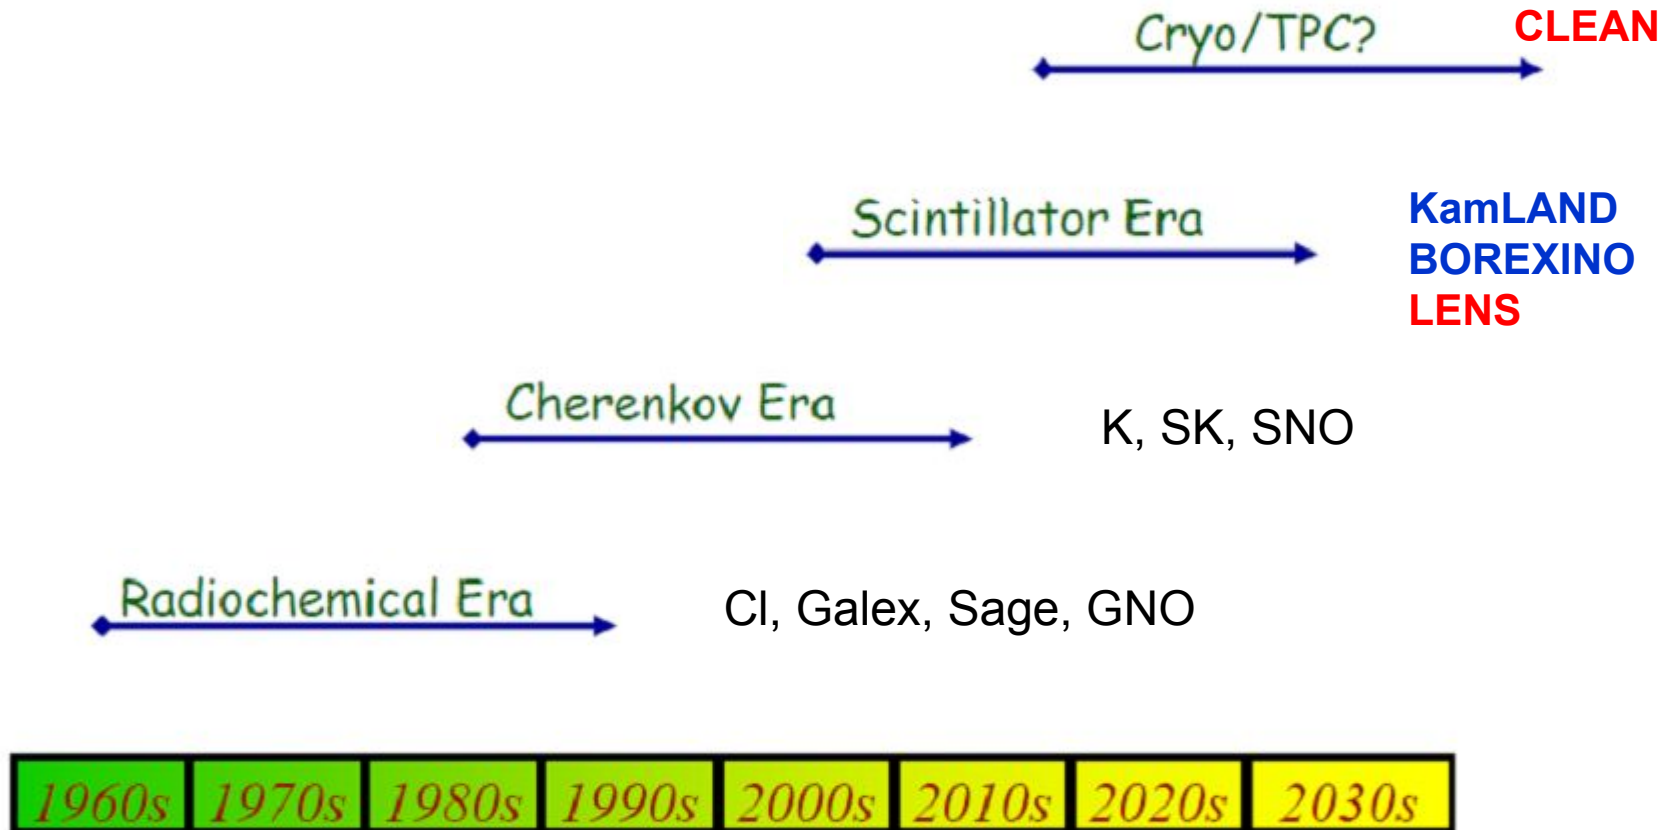 Cryo/TPC?
CLEAN
Scintillator Era
KamLAND
BOREXINO
LENS
Cherenkov Era
K, SK, SNO
Radiochemical Era
Cl, Galex, Sage, GNO
1960s 1970s 1980s 1990s 2000s 2010s 2020s 2030s